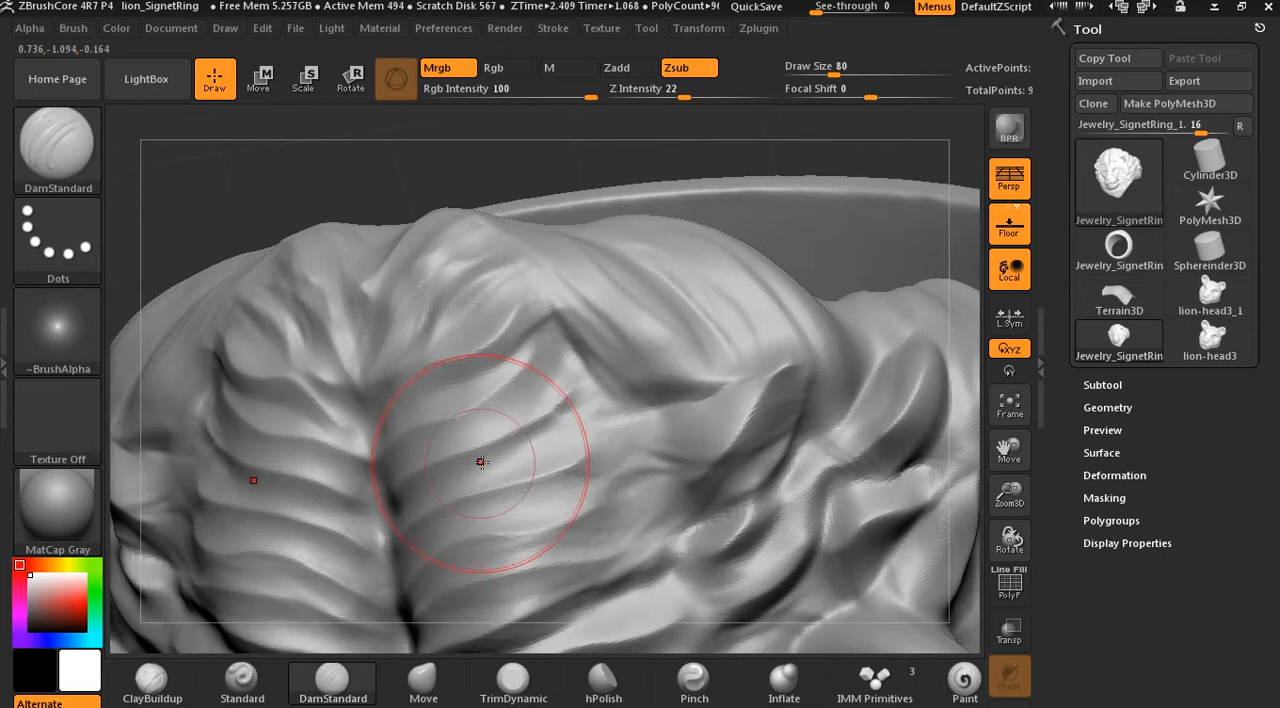 ZBrushCore 4R7 P4 lion_SignetRing • Free Mem 5.257GB • Active Mem 494 • Scratch Disk 567 • ZTime▸2.409 Timer▸1.068 • PolyCount▸ QuickSave See-through 0 Menus DefaultZScript
Alpha Brush Color Document Draw Edit File Light Material Preferences Render Stroke Texture Tool Transform Zplugin
0.736,-1.094,-0.164
Home Page LightBox Draw Move Scale Rotate
Mrgb Rgb M Zadd Zsub
Rgb Intensity 100 Z Intensity 22
Draw Size 80 ActivePoints:
Focal Shift 0 TotalPoints: 9
DamStandard
Dots
~BrushAlpha
Texture Off
MatCap Gray
Alternate
BPR
Persp
Floor
Local
L.Sym
XYZ
Y
Frame
Move
Zoom3D
Rotate
Line Fill
PolyF
Transp
Ghost
Tool
Copy Tool Paste Tool
Import Export
Clone Make PolyMesh3D
Jewelry_SignetRing_1. 16 R
Cylinder3D
Jewelry_SignetRin PolyMesh3D
Jewelry_SignetRin Sphereinder3D
Terrain3D lion-head3_1
Jewelry_SignetRin lion-head3
Subtool
Geometry
Preview
Surface
Deformation
Masking
Polygroups
Display Properties
ClayBuildup Standard DamStandard Move TrimDynamic hPolish Pinch Inflate IMM Primitives 3 Paint